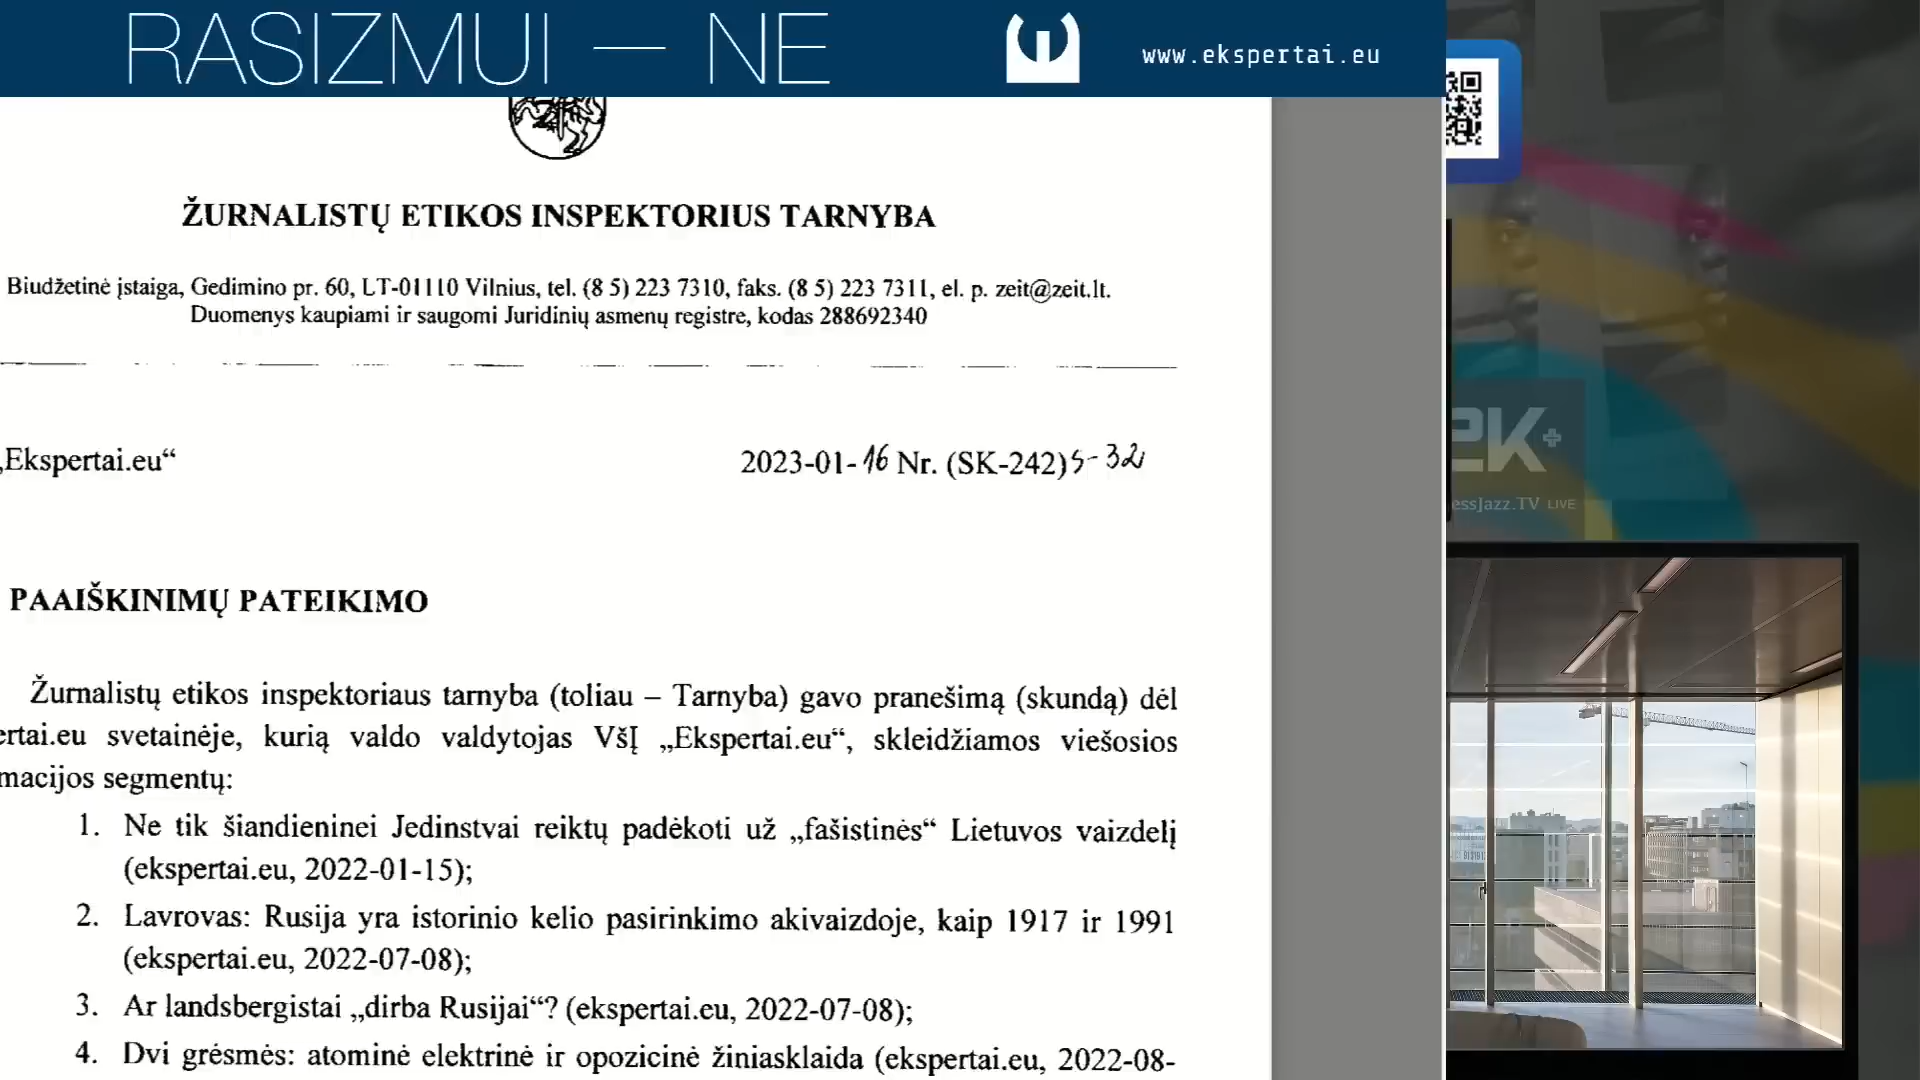 RASIZMUI — NE
www.ekspertai.eu
ŽURNALISTŲ ETIKOS INSPEKTORIUS TARNYBA
Biudžetinė įstaiga, Gedimino pr. 60, LT-01110 Vilnius, tel. (8 5) 223 7310, faks. (8 5) 223 7311, el. p. zeit@zeit.lt.
Duomenys kaupiami ir saugomi Juridinių asmenų registre, kodas 288692340
„Ekspertai.eu“
2023-01-16 Nr. (SK-242)S-32
PAAIŠKINIMŲ PATEIKIMO
Žurnalistų etikos inspektoriaus tarnyba (toliau – Tarnyba) gavo pranešimą (skundą) dėl
ertai.eu svetainėje, kurią valdo valdytojas VšĮ „Ekspertai.eu“, skleidžiamos viešosios
macijos segmentų:
1. Ne tik šiandieninei Jedinstvai reiktų padėkoti už „fašistinės“ Lietuvos vaizdelį
(ekspertai.eu, 2022-01-15);
2. Lavrovas: Rusija yra istorinio kelio pasirinkimo akivaizdoje, kaip 1917 ir 1991
(ekspertai.eu, 2022-07-08);
3. Ar landsbergistai „dirba Rusijai“? (ekspertai.eu, 2022-07-08);
4. Dvi grėsmės: atominė elektrinė ir opozicinė žiniasklaida (ekspertai.eu, 2022-08-
2K+
essJazz.TV LIVE